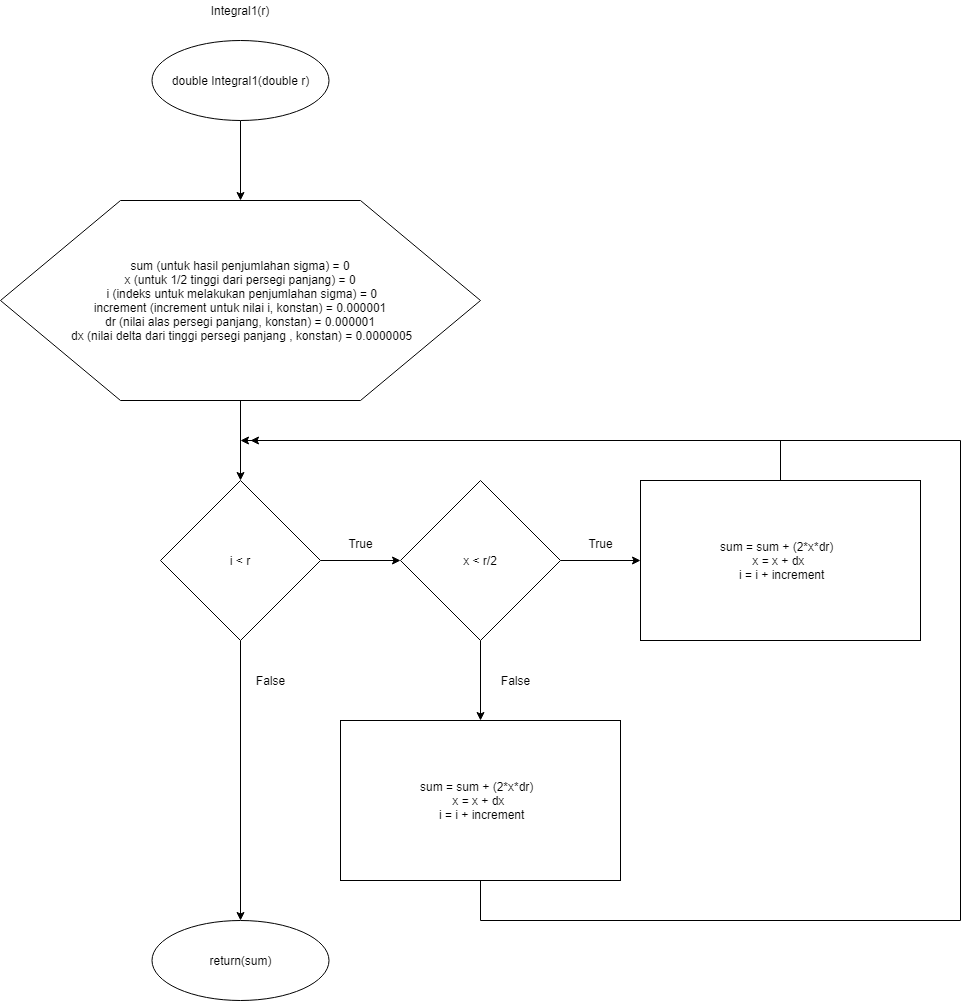 Integral1(r)
double Integral1(double r)
sum (untuk hasil penjumlahan sigma) = 0
x (untuk 1/2 tinggi dari persegi panjang) = 0
i (indeks untuk melakukan penjumlahan sigma) = 0
increment (increment untuk nilai i, konstan) = 0.000001
dr (nilai alas persegi panjang, konstan) = 0.000001
dx (nilai delta dari tinggi persegi panjang , konstan) = 0.0000005
i < r
True
x < r/2
True
sum = sum + (2*x*dr)
x = x + dx
i = i + increment
False
False
sum = sum + (2*x*dr)
x = x + dx
i = i + increment
return(sum)